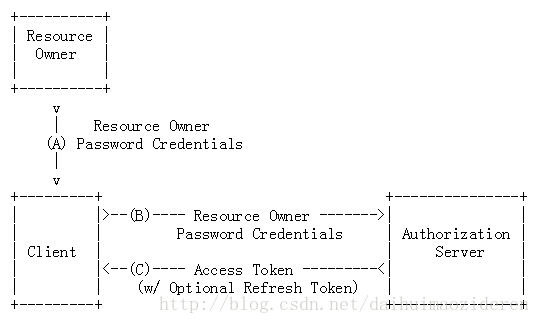 Resource
Owner
v
Resource Owner
(A) Password Credentials
v
>--(B)---- Resource Owner ------->
Password Credentials
Client
Authorization
Server
<--(C)---- Access Token ---------<
(w/ Optional Refresh Token)
http://blog.csdn.net/daihuimaozideren